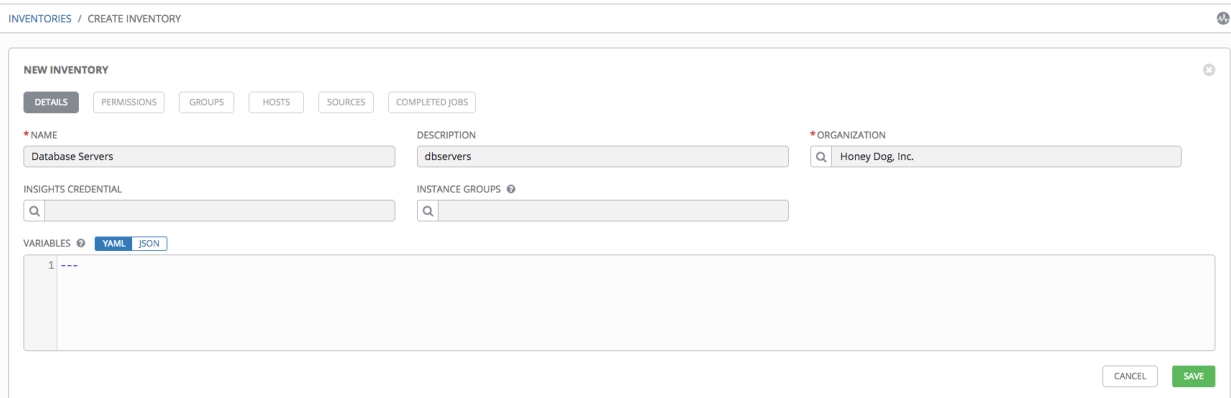 INVENTORIES / CREATE INVENTORY
NEW INVENTORY
DETAILS PERMISSIONS GROUPS HOSTS SOURCES COMPLETED JOBS
* NAME DESCRIPTION * ORGANIZATION
Database Servers dbservers Honey Dog, Inc.
INSIGHTS CREDENTIAL INSTANCE GROUPS ?
VARIABLES ? YAML JSON
1 ---
CANCEL SAVE